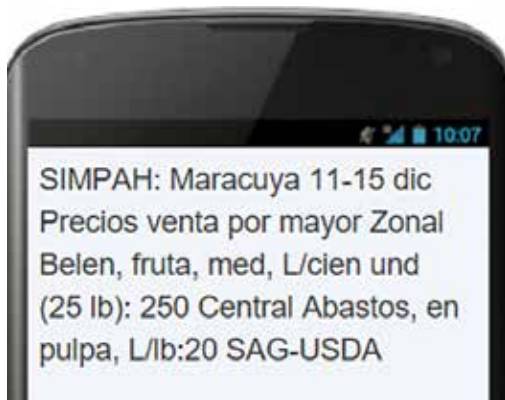 10:07
SIMPAH: Maracuya 11-15 dic
Precios venta por mayor Zonal
Belen, fruta, med, L/cien und
(25 lb): 250 Central Abastos, en
pulpa, L/lb:20 SAG-USDA